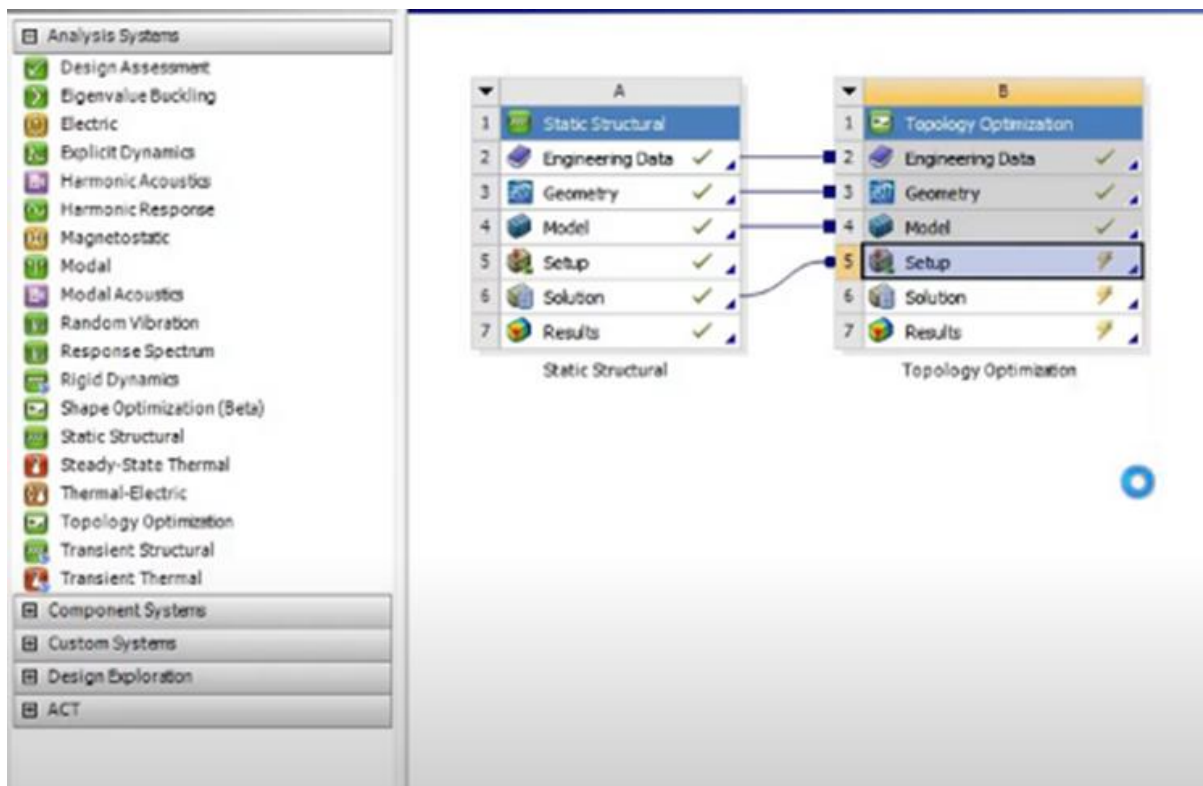 Analysis Systems
Design Assessment
Eigenvalue Buckling
Electric
Explicit Dynamics
Harmonic Acoustics
Harmonic Response
Magnetostatic
Modal
Modal Acoustics
Random Vibration
Response Spectrum
Rigid Dynamics
Shape Optimization (Beta)
Static Structural
Steady-State Thermal
Thermal-Electric
Topology Optimization
Transient Structural
Transient Thermal
Component Systems
Custom Systems
Design Exploration
ACT
A
1 Static Structural
2 Engineering Data
3 Geometry
4 Model
5 Setup
6 Solution
7 Results
Static Structural
B
1 Topology Optimization
2 Engineering Data
3 Geometry
4 Model
5 Setup
6 Solution
7 Results
Topology Optimization